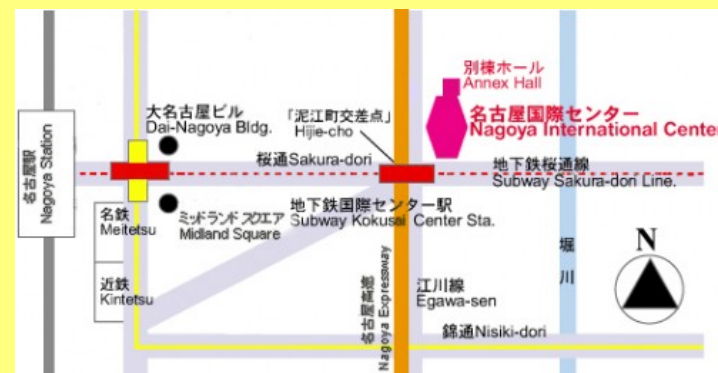 別棟ホール
Annex Hall
大名古屋ビル
Dai-Nagoya Bldg.
「泥江町交差点」
Hijie-cho
名古屋国際センター
Nagoya International Center
名古屋駅
Nagoya Station
桜通Sakura-dori
地下鉄桜通線
Subway Sakura-dori Line.
名鉄
Meitetsu
ミッドランド スクエア
Midland Square
地下鉄国際センター駅
Subway Kokusai Center Sta.
堀川
N
近鉄
Kintetsu
名古屋高速
Nagoya Expressway
江川線
Egawa-sen
錦通Nisiki-dori